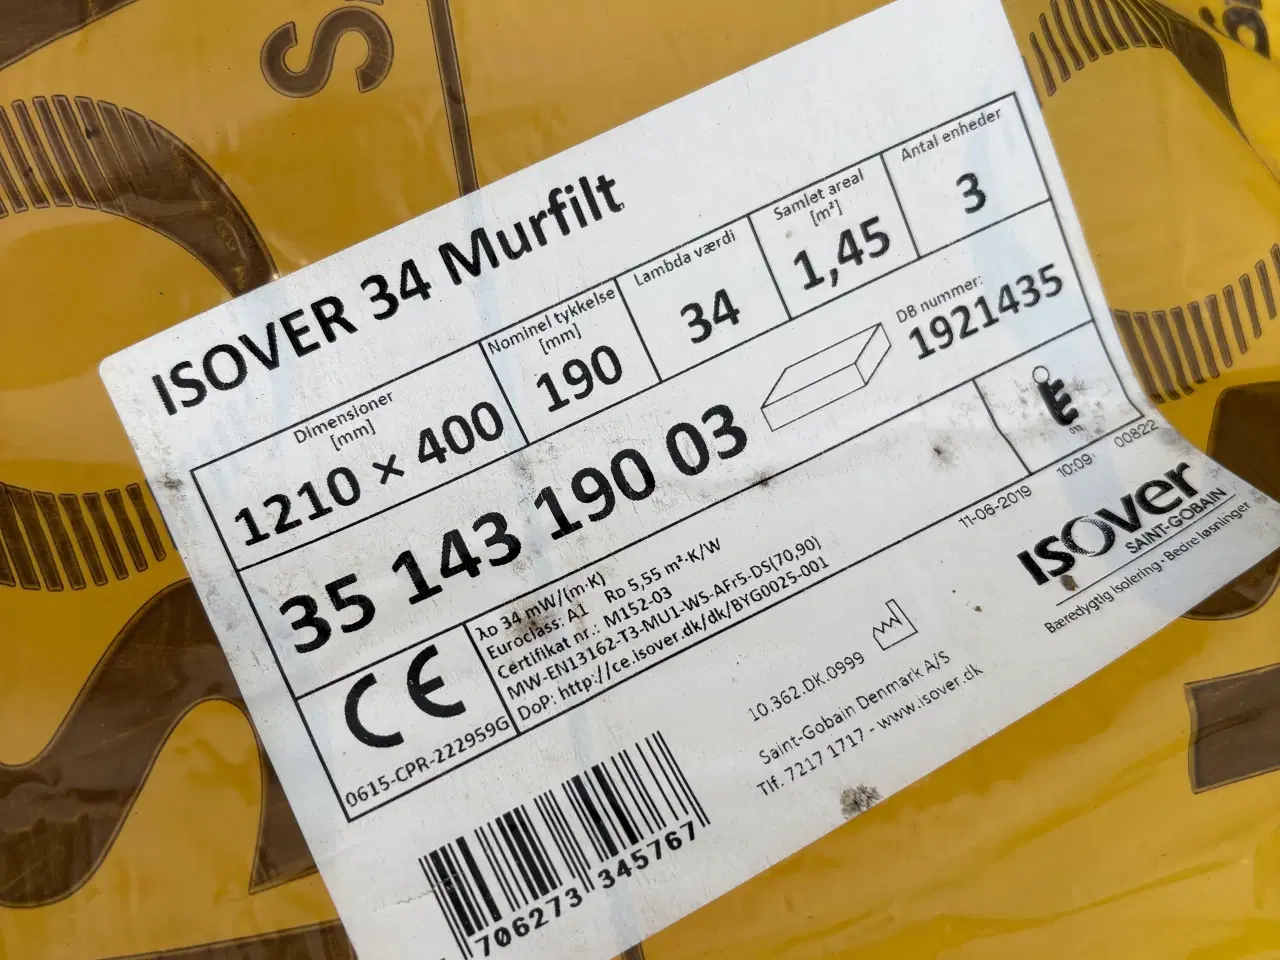 ISOVER 34 Murfilt
Dimensioner
[mm]
1210 × 400
Nominel tykkelse
[mm]
190
Lambda værdi
34
Samlet areal
[m²]
1,45
Antal enheder
3
35 143 190 03
DB nummer:
1921435
CE
0615-CPR-222959G
λD 34 mW/(m·K) RD 5,55 m²·K/W
Euroclass: A1
Certifikat nr.: M152-03
MW-EN13162-T3-MU1-WS-AFr5-DS(70,90)
DoP: http://ce.isover.dk/dk/BYG0025-001
11-06-2019 10:09 00822
ISOver
SAINT-GOBAIN
Bæredygtig Isolering • Bedre løsninger
10.362.DK.0999
Saint-Gobain Denmark A/S
Tlf. 7217 1717 - www.isover.dk
706273 345767